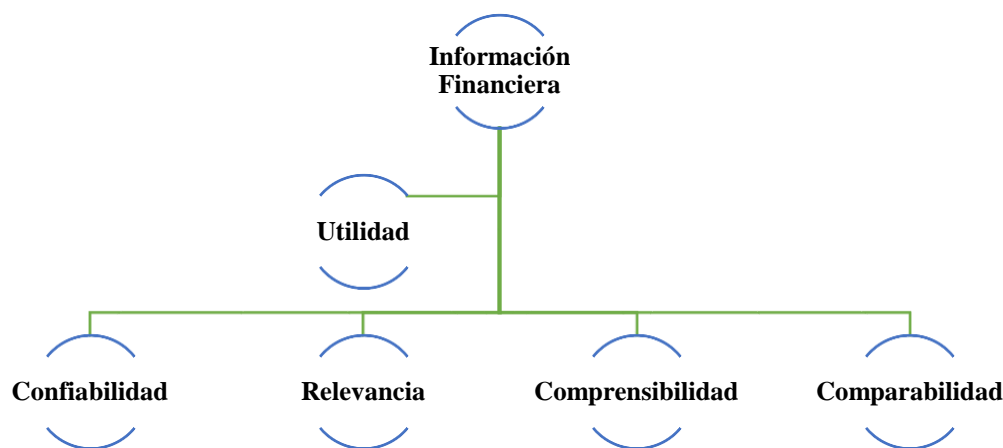 Información
Financiera
Utilidad
Confiabilidad
Relevancia
Comprensibilidad
Comparabilidad